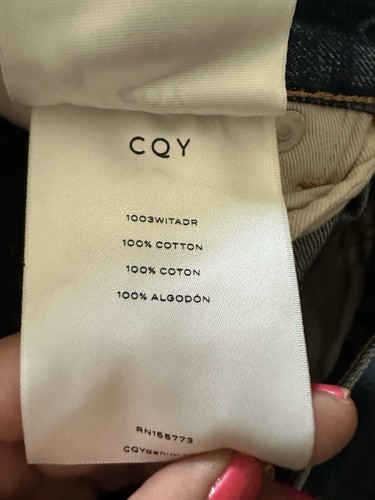 CQY
1003WITADR
100% COTTON
100% COTON
100% ALGODÓN
RN155773